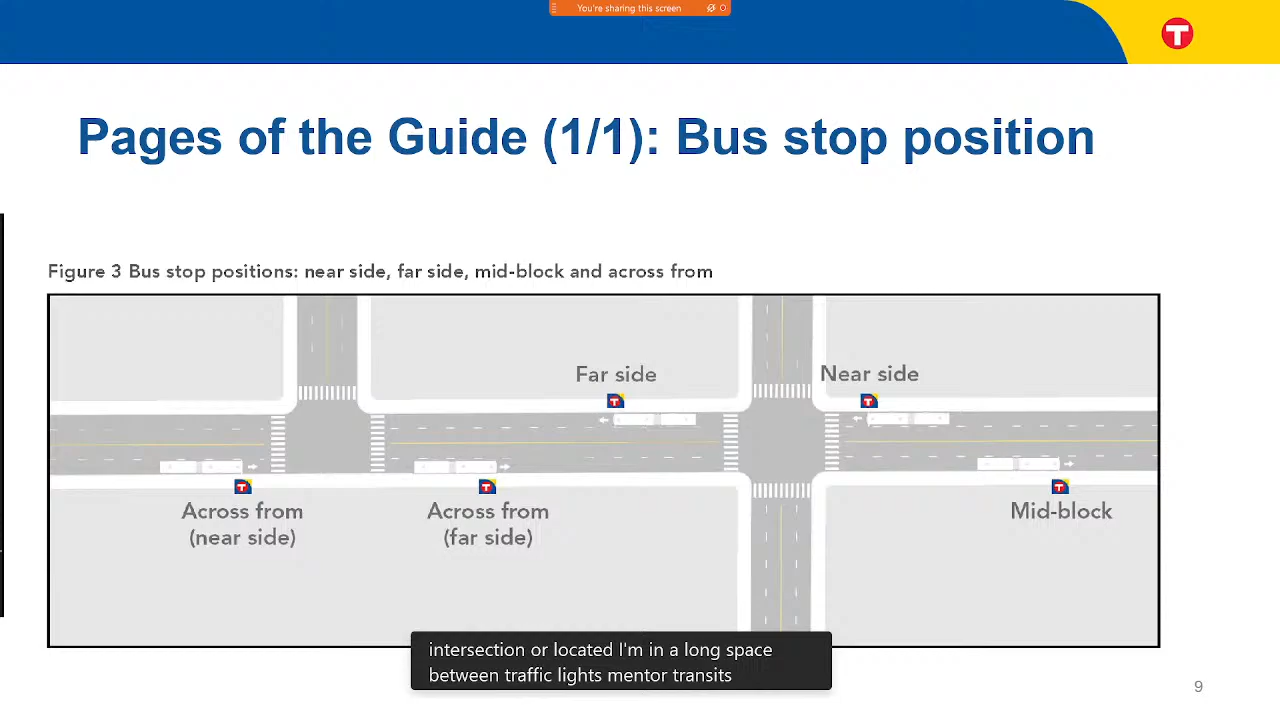 You're sharing this screen
T
Pages of the Guide (1/1): Bus stop position
Figure 3 Bus stop positions: near side, far side, mid-block and across from
Far side
Near side
T
T
T
T
T
Across from
(near side)
Across from
(far side)
Mid-block
intersection or located I'm in a long space
between traffic lights mentor transits
9